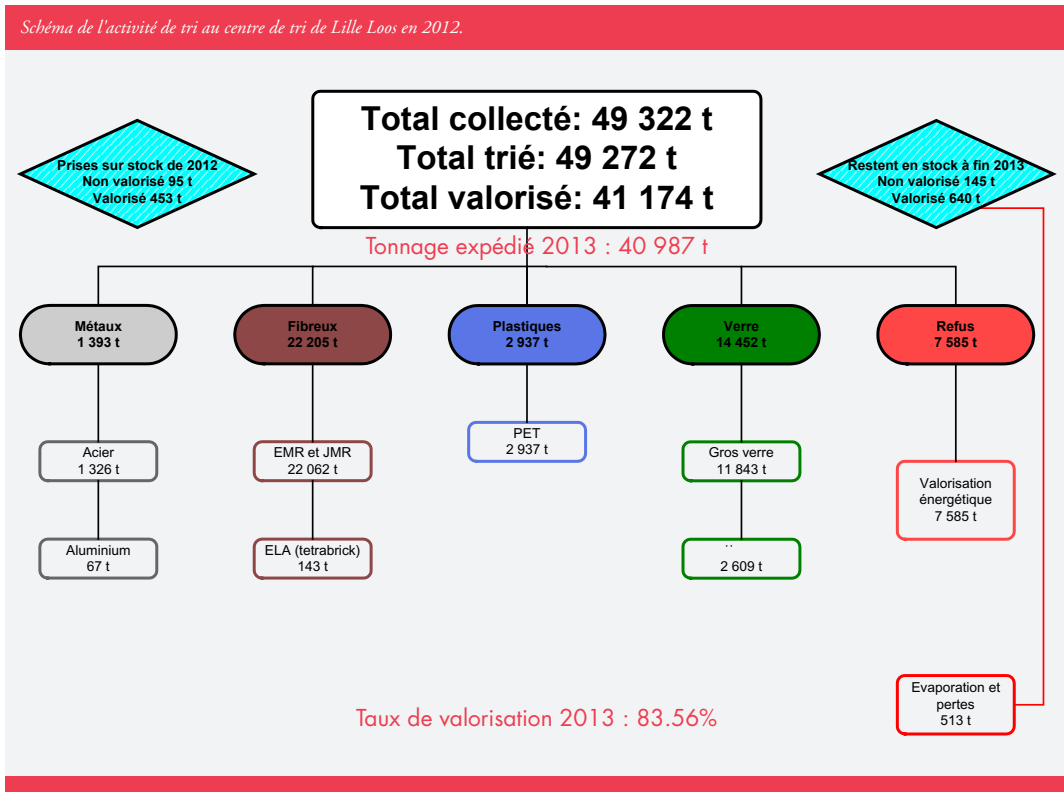 Schéma de l'activité de tri au centre de tri de Lille Loos en 2012.
Total collecté: 49 322 t
Total trié: 49 272 t
Total valorisé: 41 174 t
Prises sur stock de 2012
Non valorisé 95 t
Valorisé 453 t
Restent en stock à fin 2013
Non valorisé 145 t
Valorisé 640 t
Tonnage expédié 2013 : 40 987 t
Métaux
1 393 t
Fibreux
22 205 t
Plastiques
2 937 t
Verre
14 452 t
Refus
7 585 t
Acier
1 326 t
EMR et JMR
22 062 t
PET
2 937 t
Gros verre
11 843 t
Valorisation
énergétique
7 585 t
Aluminium
67 t
ELA (tetrabrick)
143 t
2 609 t
Evaporation et
pertes
513 t
Taux de valorisation 2013 : 83.56%